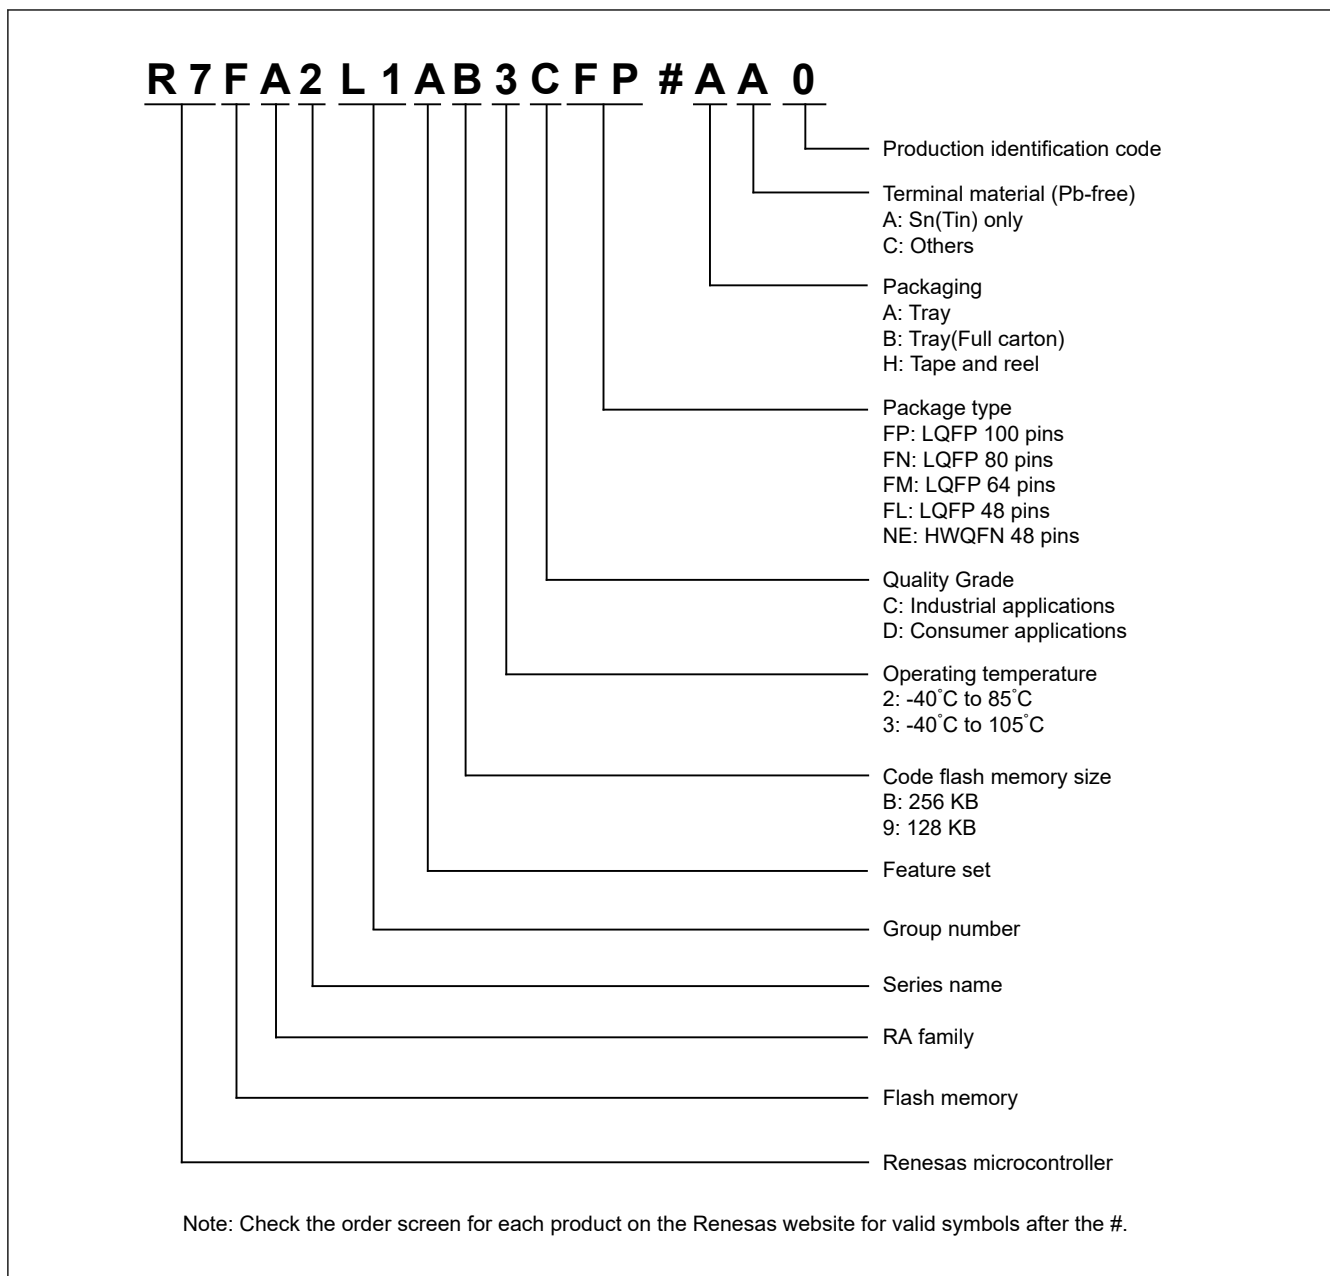 R7FA2L1AB3CFP#AA0
Production identification code
Terminal material (Pb-free)
A: Sn(Tin) only
C: Others
Packaging
A: Tray
B: Tray(Full carton)
H: Tape and reel
Package type
FP: LQFP 100 pins
FN: LQFP 80 pins
FM: LQFP 64 pins
FL: LQFP 48 pins
NE: HWQFN 48 pins
Quality Grade
C: Industrial applications
D: Consumer applications
Operating temperature
2: -40°C to 85°C
3: -40°C to 105°C
Code flash memory size
B: 256 KB
9: 128 KB
Feature set
Group number
Series name
RA family
Flash memory
Renesas microcontroller
Note: Check the order screen for each product on the Renesas website for valid symbols after the #.